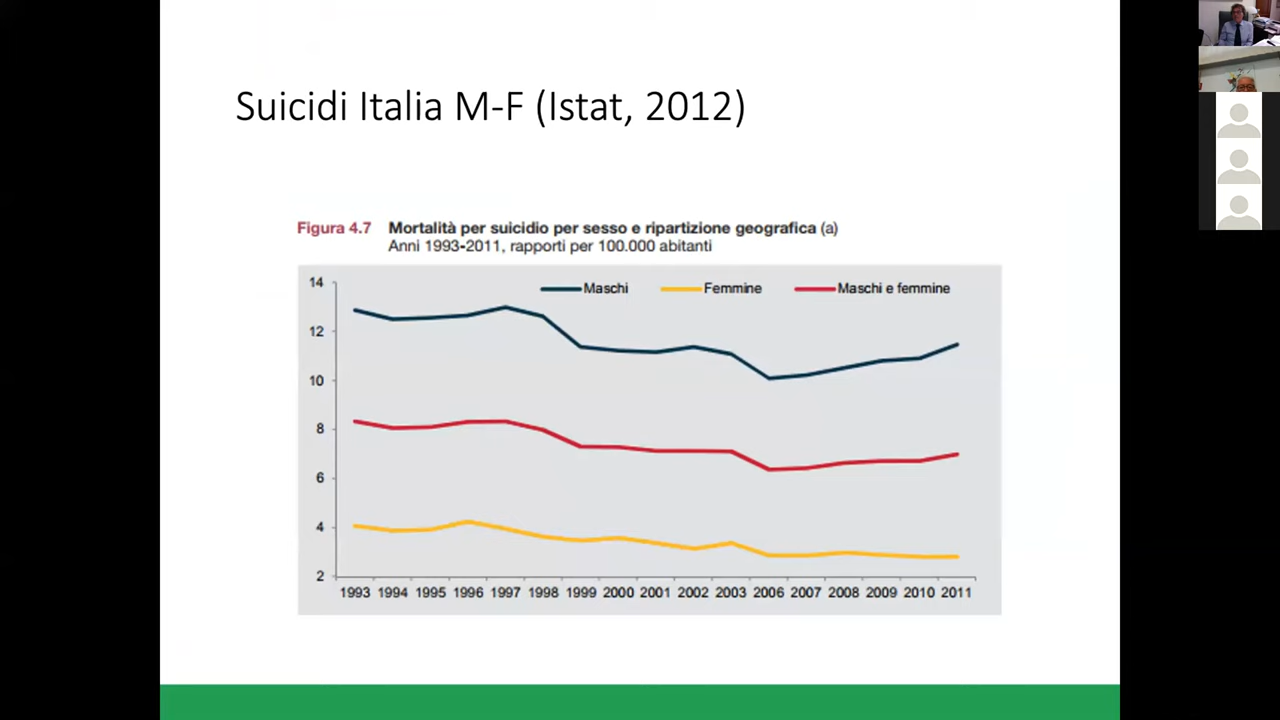 Suicidi Italia M-F (Istat, 2012)
Figura 4.7 Mortalità per suicidio per sesso e ripartizione geografica (a)
Anni 1993-2011, rapporti per 100.000 abitanti
Maschi Femmine Maschi e femmine
14
12
10
8
6
4
2
1993 1994 1995 1996 1997 1998 1999 2000 2001 2002 2003 2006 2007 2008 2009 2010 2011